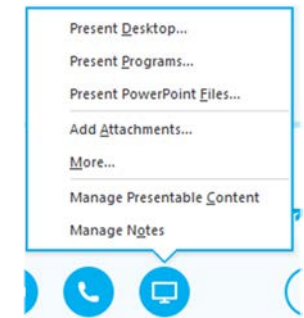 Present Desktop...
Present Programs...
Present PowerPoint Files...
Add Attachments...
More...
Manage Presentable Content
Manage Notes